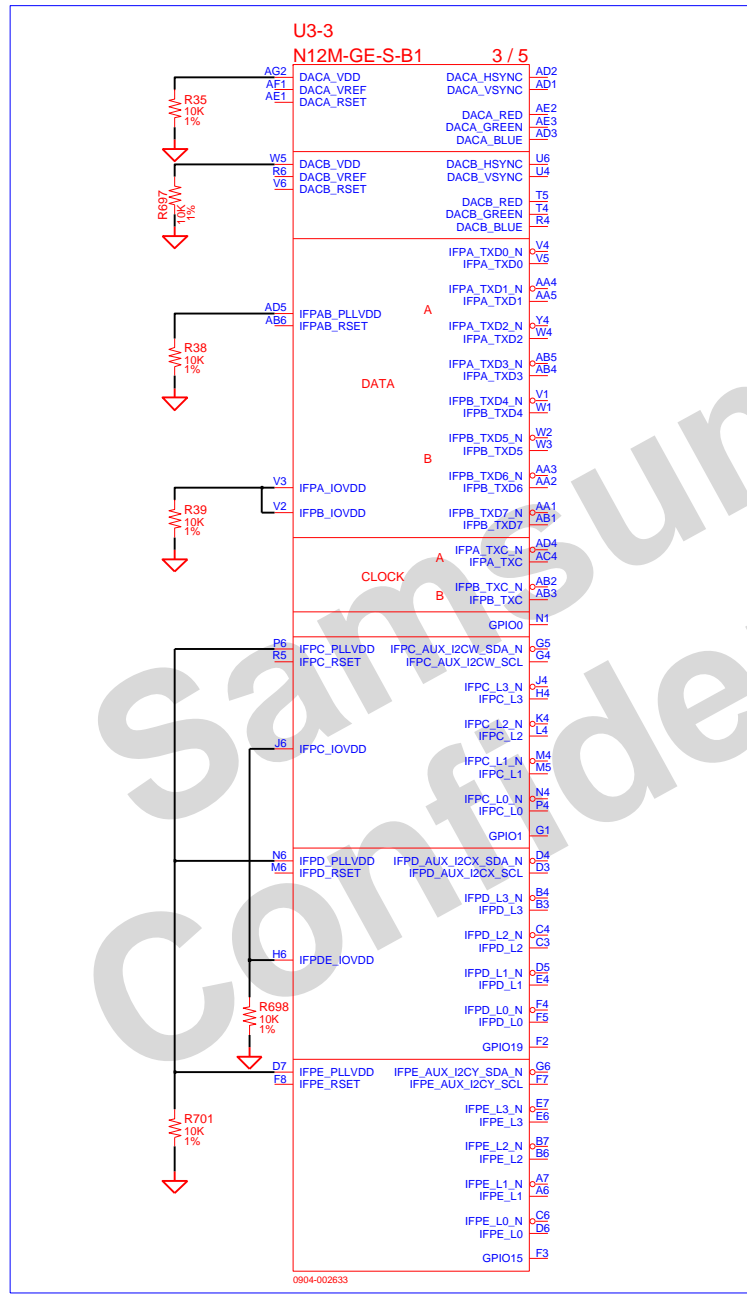 U3-3
N12M-GE-S-B1 3 / 5
AG2 DACA_VDD DACA_HSYNC AD2
AF1 DACA_VREF DACA_VSYNC AD1
AE1 DACA_RSET
R35
10K
1%
DACA_RED AE2
DACA_GREEN AE3
DACA_BLUE AD3
W5 DACB_VDD DACB_HSYNC U6
R6 DACB_VREF DACB_VSYNC U4
V6 DACB_RSET
R697
10K
1%
DACB_RED T5
DACB_GREEN T4
DACB_BLUE R4
IFPA_TXD0_N V4
IFPA_TXD0 V5
IFPA_TXD1_N AA4
IFPA_TXD1 AA5
AD5 IFPAB_PLLVDD A
AB6 IFPAB_RSET IFPA_TXD2_N Y4
IFPA_TXD2 W4
R38
10K
1%
IFPA_TXD3_N AB5
IFPA_TXD3 AB4
DATA
IFPB_TXD4_N V1
IFPB_TXD4 W1
IFPB_TXD5_N W2
IFPB_TXD5 W3
B
IFPB_TXD6_N AA3
V3 IFPA_IOVDD IFPB_TXD6 AA2
R39
10K
1%
V2 IFPB_IOVDD IFPB_TXD7_N AA1
IFPB_TXD7 AB1
IFPA_TXC_N AD4
A IFPA_TXC AC4
CLOCK
IFPB_TXC_N AB2
B IFPB_TXC AB3
GPIO0 N1
P6 IFPC_PLLVDD IFPC_AUX_I2CW_SDA_N G5
R5 IFPC_RSET IFPC_AUX_I2CW_SCL G4
IFPC_L3_N J4
IFPC_L3 H4
IFPC_L2_N K4
IFPC_L2 L4
J6 IFPC_IOVDD
IFPC_L1_N M4
IFPC_L1 M5
IFPC_L0_N N4
IFPC_L0 P4
GPIO1 G1
N6 IFPD_PLLVDD IFPD_AUX_I2CX_SDA_N D4
M6 IFPD_RSET IFPD_AUX_I2CX_SCL D3
IFPD_L3_N B4
IFPD_L3 B3
IFPD_L2_N C4
IFPD_L2 C3
H6 IFPDE_IOVDD
IFPD_L1_N D5
IFPD_L1 E4
R698
10K
1%
IFPD_L0_N F4
IFPD_L0 F5
GPIO19 F2
D7 IFPE_PLLVDD IFPE_AUX_I2CY_SDA_N G6
F8 IFPE_RSET IFPE_AUX_I2CY_SCL F7
IFPE_L3_N E7
IFPE_L3 E6
R701
10K
1%
IFPE_L2_N B7
IFPE_L2 B6
IFPE_L1_N A7
IFPE_L1 A6
IFPE_L0_N C6
IFPE_L0 D6
GPIO15 F3
0904-002633
Samsun
Confide